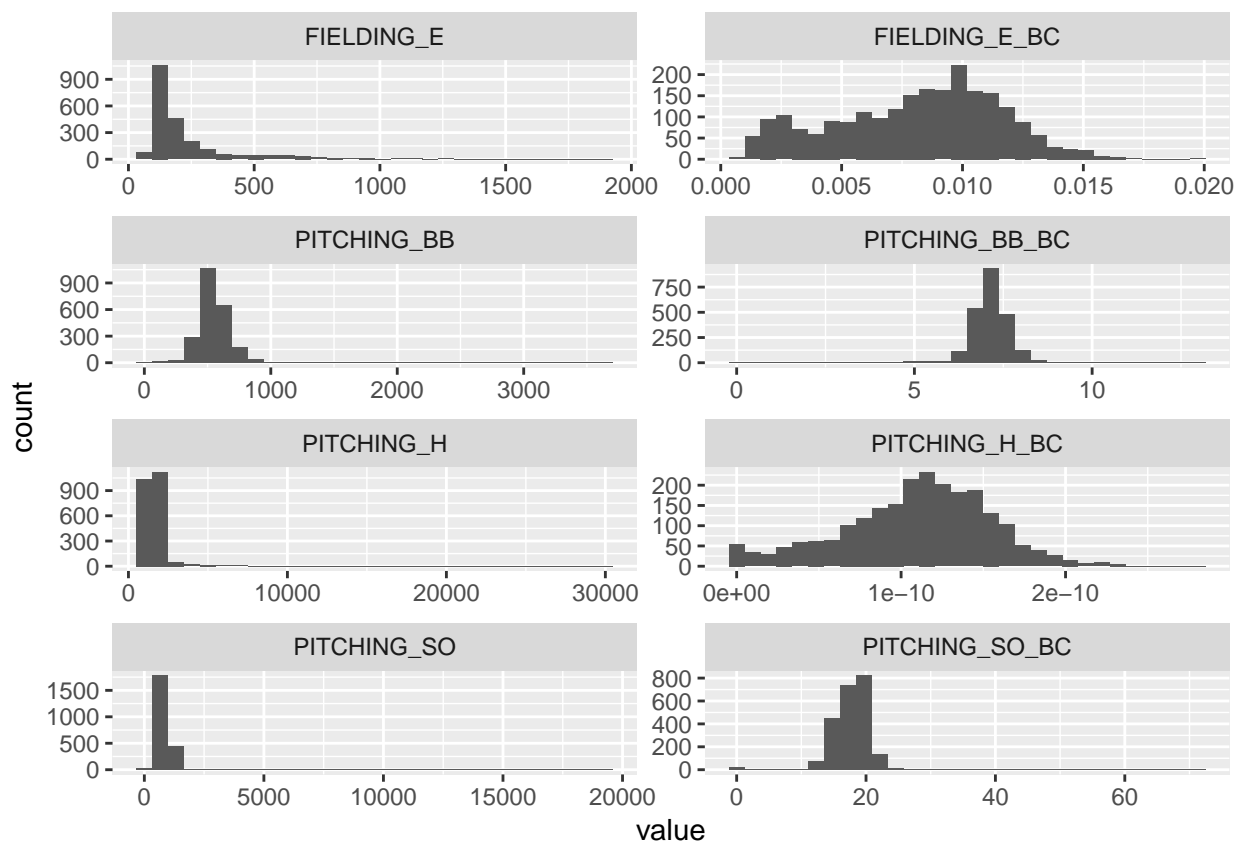 FIELDING_E
900
600
300
0
0 500 1000 1500 2000
FIELDING_E_BC
200
150
100
50
0
0.000 0.005 0.010 0.015 0.020
PITCHING_BB
900
600
300
0
0 1000 2000 3000
PITCHING_BB_BC
750
500
250
0
0 5 10
PITCHING_H
900
600
300
0
0 10000 20000 30000
PITCHING_H_BC
200
150
100
50
0
0e+00 1e−10 2e−10
PITCHING_SO
1500
1000
500
0
0 5000 10000 15000 20000
PITCHING_SO_BC
800
600
400
200
0
0 20 40 60
count
value